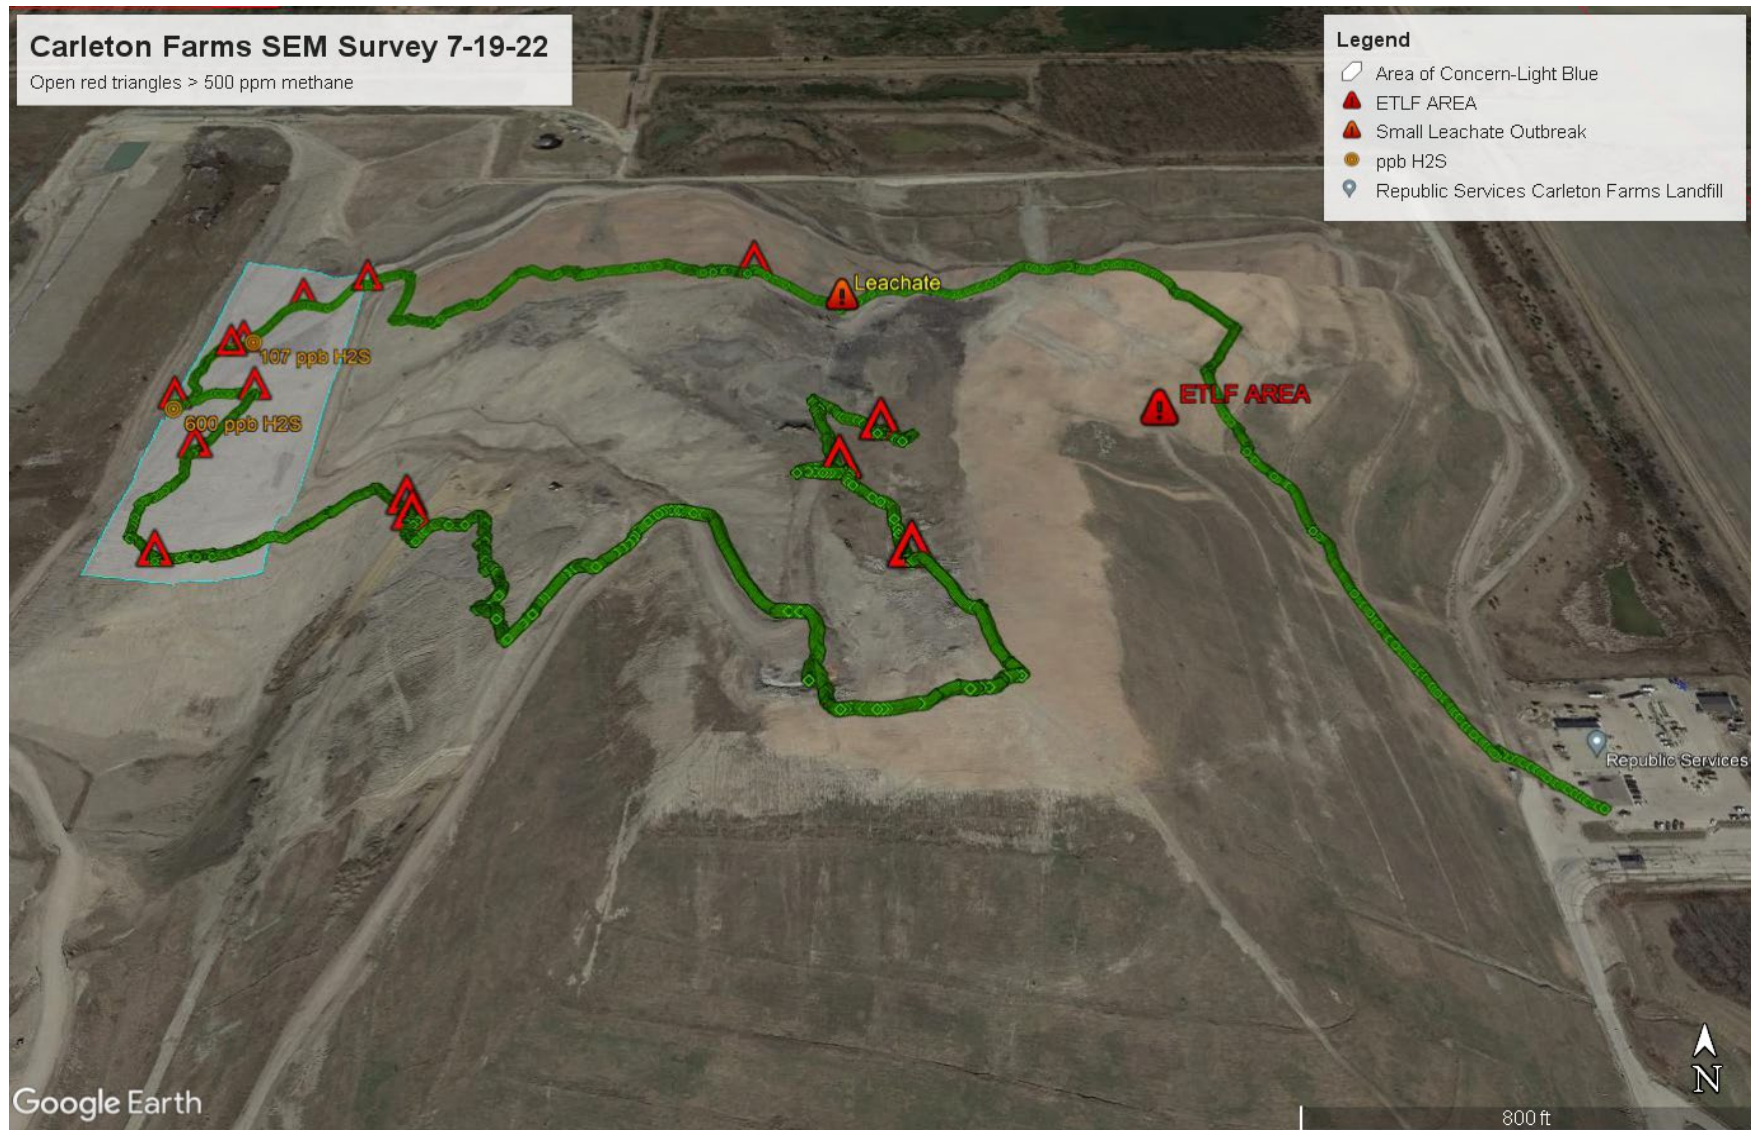 Carleton Farms SEM Survey 7-19-22
Open red triangles > 500 ppm methane
Legend
Area of Concern-Light Blue
ETLF AREA
Small Leachate Outbreak
ppb H2S
Republic Services Carleton Farms Landfill
Leachate
107 ppb H2S
ETLF AREA
600 ppb H2S
Republic Services
N
Google Earth
800 ft